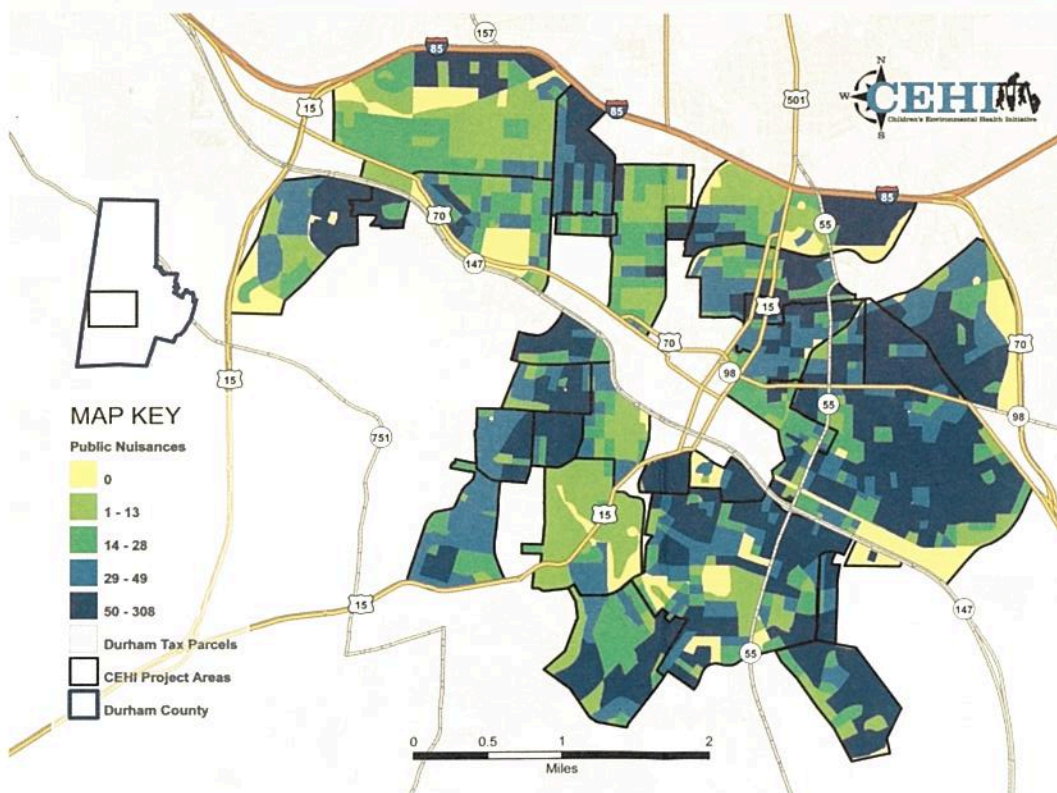 157
85
15
501
N
W
S
CEHI
Children's Environmental Health Initiative
85
85
70
55
147
15
70
70
98
15
55
98
751
MAP KEY
Public Nuisances
0
1 - 13
14 - 28
29 - 49
50 - 308
Durham Tax Parcels
CEHI Project Areas
Durham County
15
15
147
55
0 0.5 1 2
Miles